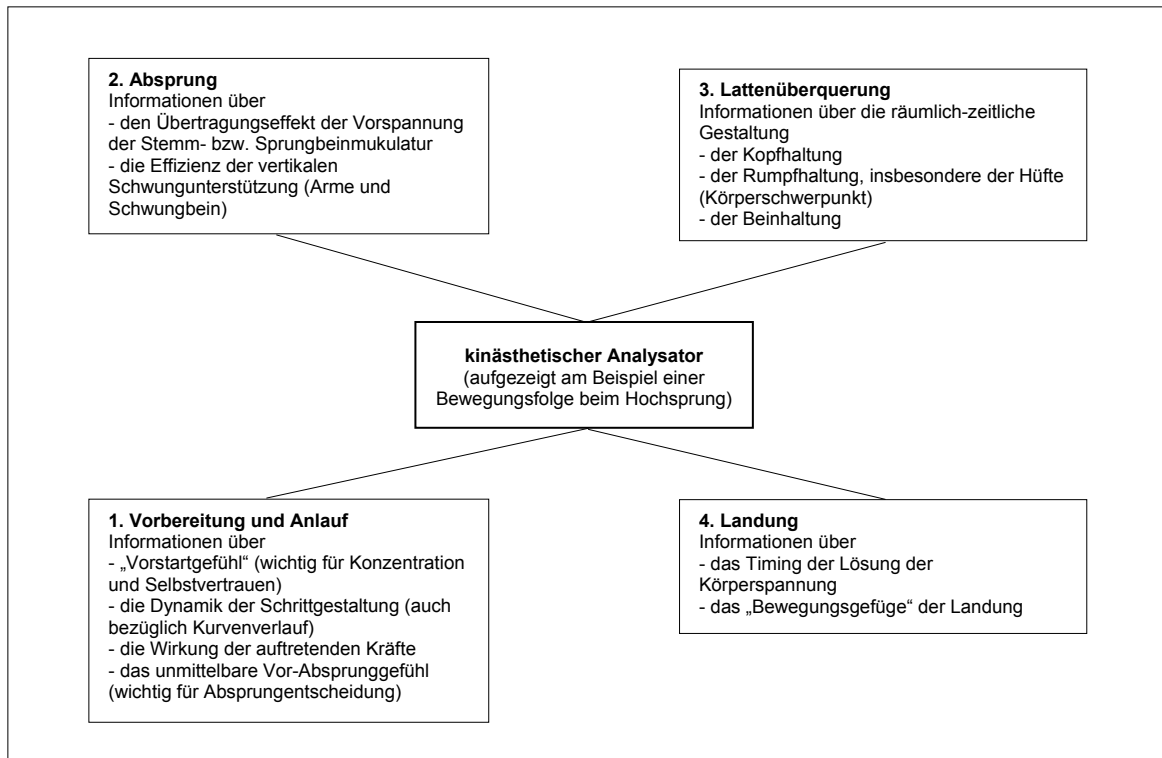 2. Absprung
Informationen über
- den Übertragungseffekt der Vorspannung
der Stemm- bzw. Sprungbeinmukulatur
- die Effizienz der vertikalen
Schwungunterstützung (Arme und
Schwungbein)
3. Lattenüberquerung
Informationen über die räumlich-zeitliche
Gestaltung
- der Kopfhaltung
- der Rumpfhaltung, insbesondere der Hüfte
(Körperschwerpunkt)
- der Beinhaltung
kinästhetischer Analysator
(aufgezeigt am Beispiel einer
Bewegungsfolge beim Hochsprung)
1. Vorbereitung und Anlauf
Informationen über
- „Vorstartgefühl“ (wichtig für Konzentration
und Selbstvertrauen)
- die Dynamik der Schrittgestaltung (auch
bezüglich Kurvenverlauf)
- die Wirkung der auftretenden Kräfte
- das unmittelbare Vor-Absprunggefühl
(wichtig für Absprungentscheidung)
4. Landung
Informationen über
- das Timing der Lösung der
Körperspannung
- das „Bewegungsgefüge“ der Landung